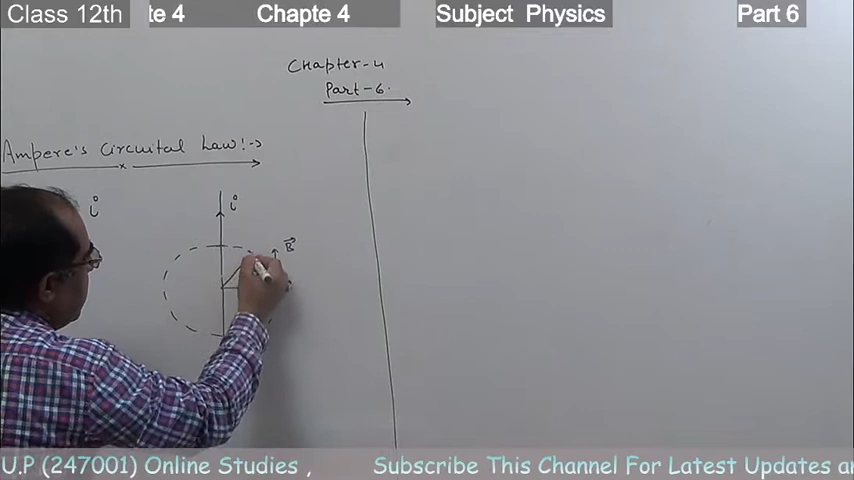 Class 12th te 4 Chapte 4 Subject Physics Part 6
Chapter-4
Part-6.
Ampere's Circuital Law:->
i
i
B
U.P (247001) Online Studies , Subscribe This Channel For Latest Updates a